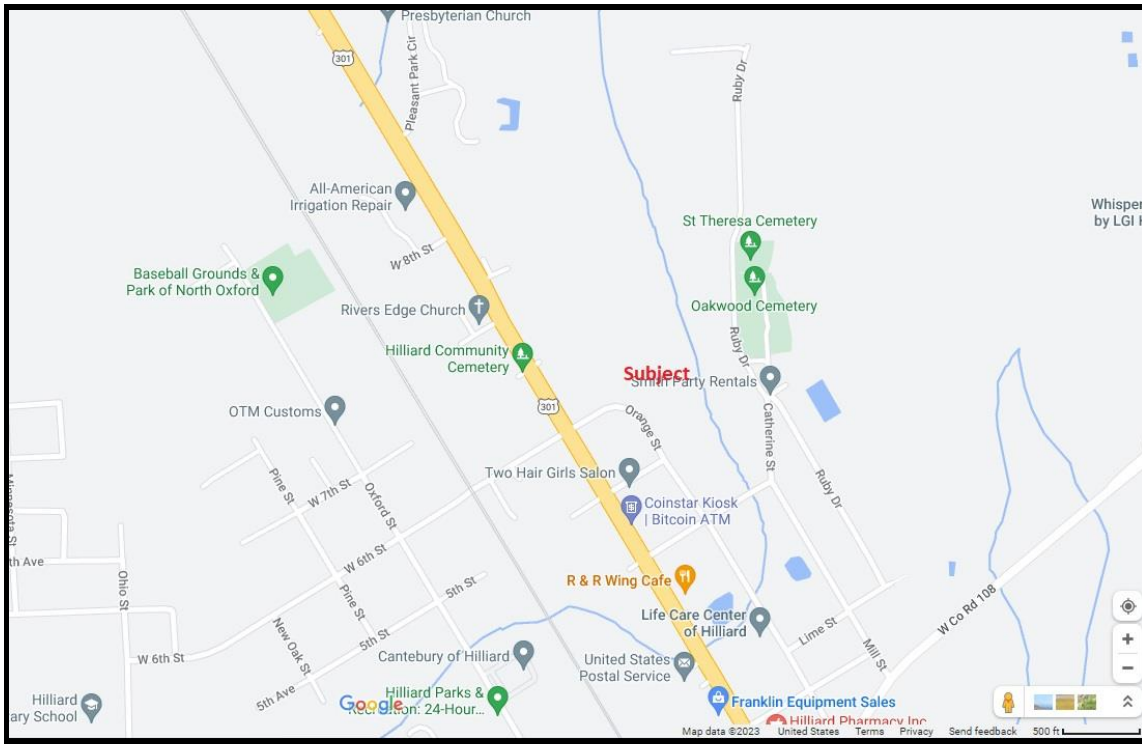 Presbyterian Church
301
Pleasant Park Cir
Ruby Dr
All-American
Irrigation Repair
W 8th St
St Theresa Cemetery
Whisper
by LGI H
Baseball Grounds &
Park of North Oxford
Oakwood Cemetery
Rivers Edge Church
Ruby Dr
Hilliard Community
Cemetery
Subject
Smith Party Rentals
301
OTM Customs
Orange St
Catherine St
Two Hair Girls Salon
Pine St
W 7th St
Oxford St
Ruby Dr
Minnesota St
Coinstar Kiosk
| Bitcoin ATM
th Ave
W 6th St
Ohio St
R & R Wing Cafe
5th St
W Co Rd 108
Pine St
Life Care Center
of Hilliard
Lime St
New Oak St
5th St
Mill St
W 6th St
Cantebury of Hilliard
United States
Postal Service
5th Ave
Hilliard
ary School
Google
Hilliard Parks &
Recreation: 24-Hour...
Franklin Equipment Sales
Hilliard Pharmacy Inc
Map data ©2023 United States Terms Privacy Send feedback 500 ft